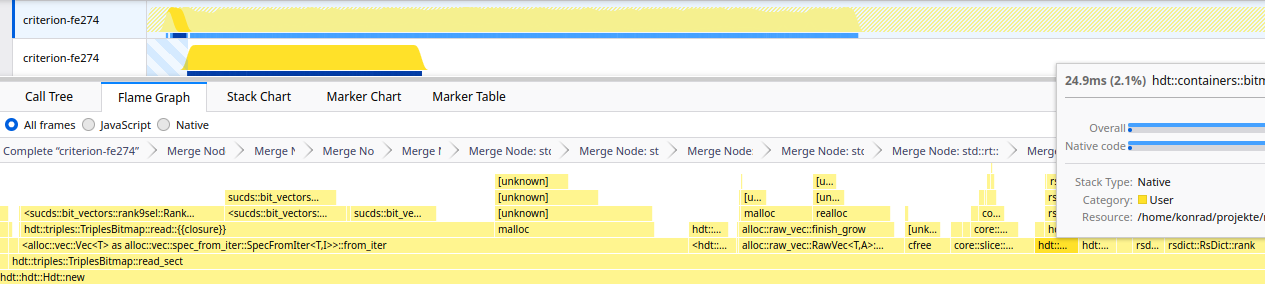 criterion-fe274
criterion-fe274
Call Tree Flame Graph Stack Chart Marker Chart Marker Table
All frames JavaScript Native
Complete “criterion-fe274” Merge Nod Merge N Merge No Merge N Merge Node: std Merge Node: st Merge Node: Merge Node: std Merge Node: std::rt:: Merge
24.9ms (2.1%) hdt::containers::bitm
Overall
Native code
Stack Type: Native
Category: User
Resource: /home/konrad/projekte/r
[unknown] [u...
sucds::bit_vectors... [unknown] [u... [un...
<sucds::bit_vectors::rank9sel::Rank... <sucds::bit_vectors:... sucds::bit_ve... [unknown] malloc realloc co...
hdt::triples::TriplesBitmap::read::{{closure}} malloc hdt::... alloc::raw_vec::finish_grow [unk... core::...
<alloc::vec::Vec<T> as alloc::vec::spec_from_iter::SpecFromIter<T,I>>::from_iter <hdt::... alloc::raw_vec::RawVec<T,A>:... cfree core::slice::... hdt::... hdt::... rsd... rsdict::RsDict::rank
hdt::triples::TriplesBitmap::read_sect
hdt::hdt::Hdt::new